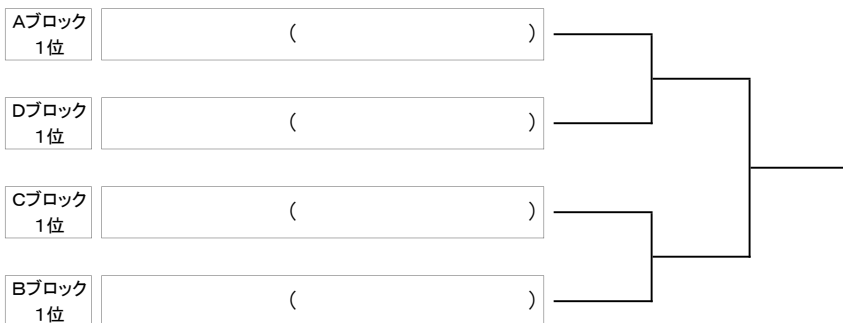 Aブロック
1位
(　　　　　　　　　　)
Dブロック
1位
(　　　　　　　　　　)
Cブロック
1位
(　　　　　　　　　　)
Bブロック
1位
(　　　　　　　　　　)